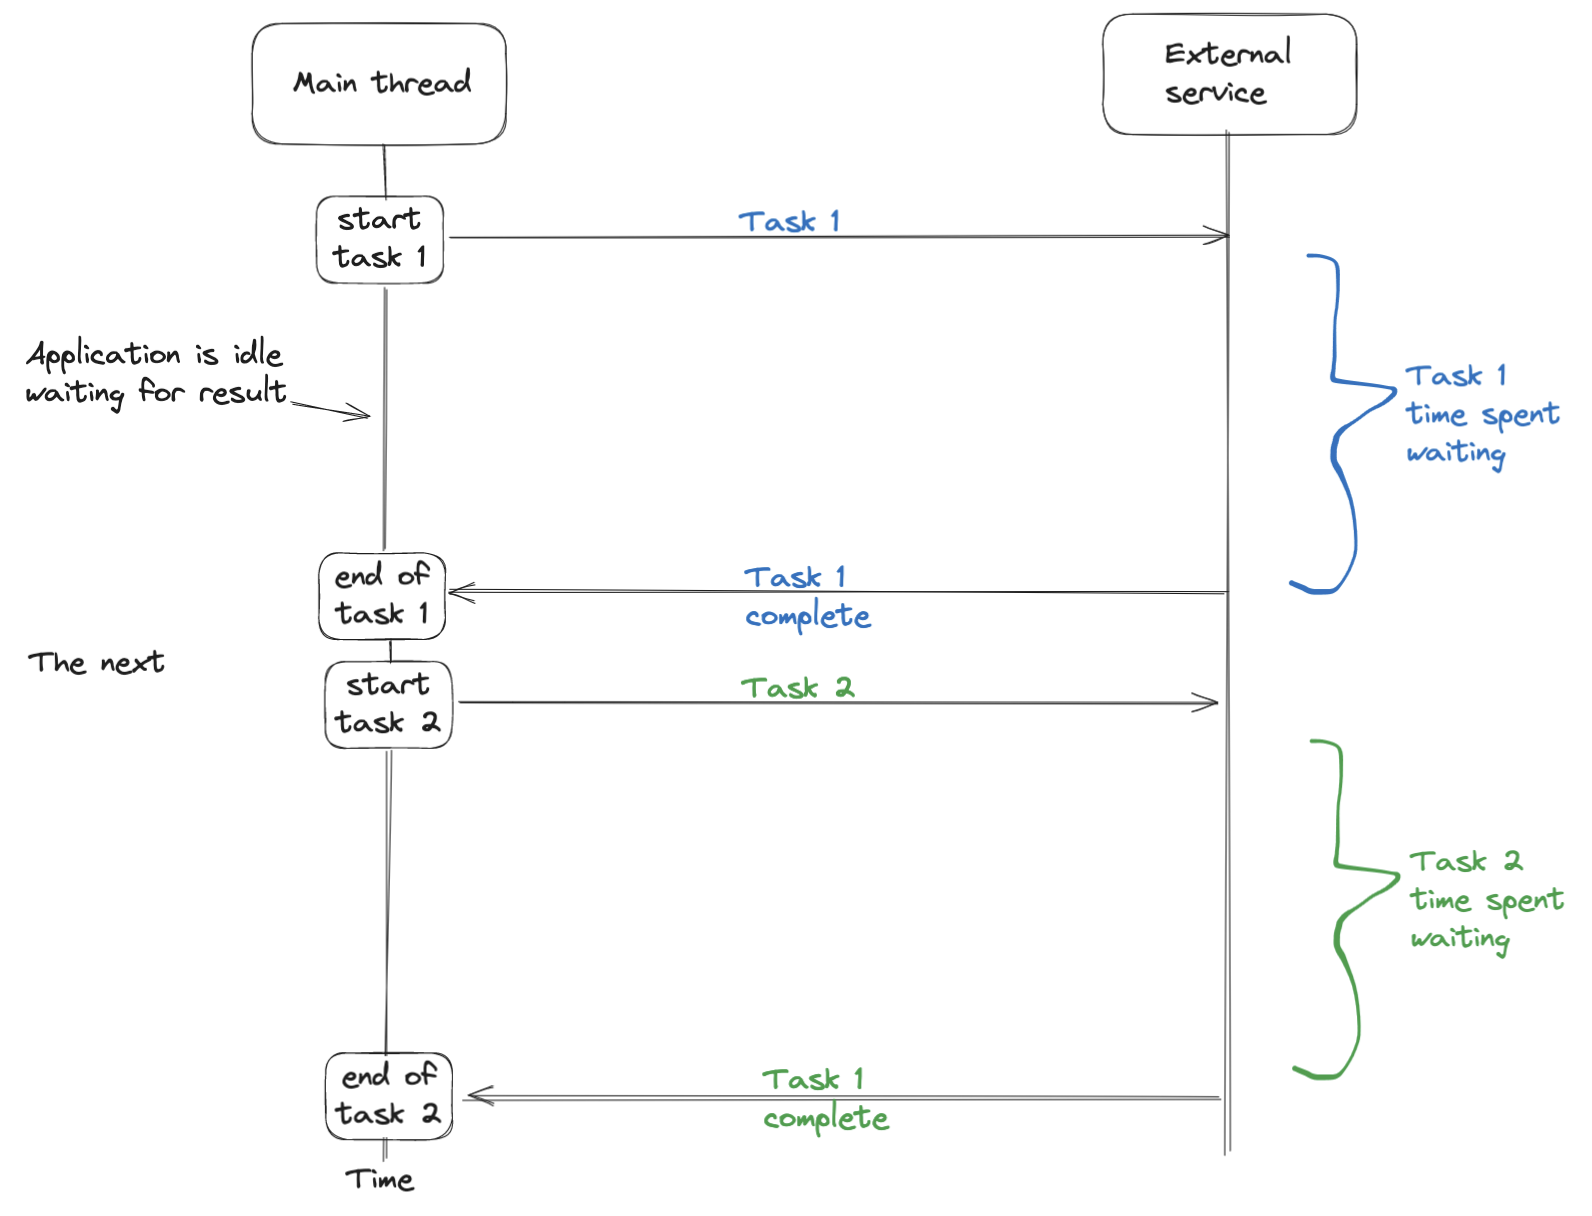 Main thread
External
service
start
task 1
Task 1
Application is idle
waiting for result
Task 1
time spent
waiting
end of
task 1
Task 1
complete
The next
start
task 2
Task 2
Task 2
time spent
waiting
end of
task 2
Task 1
complete
Time